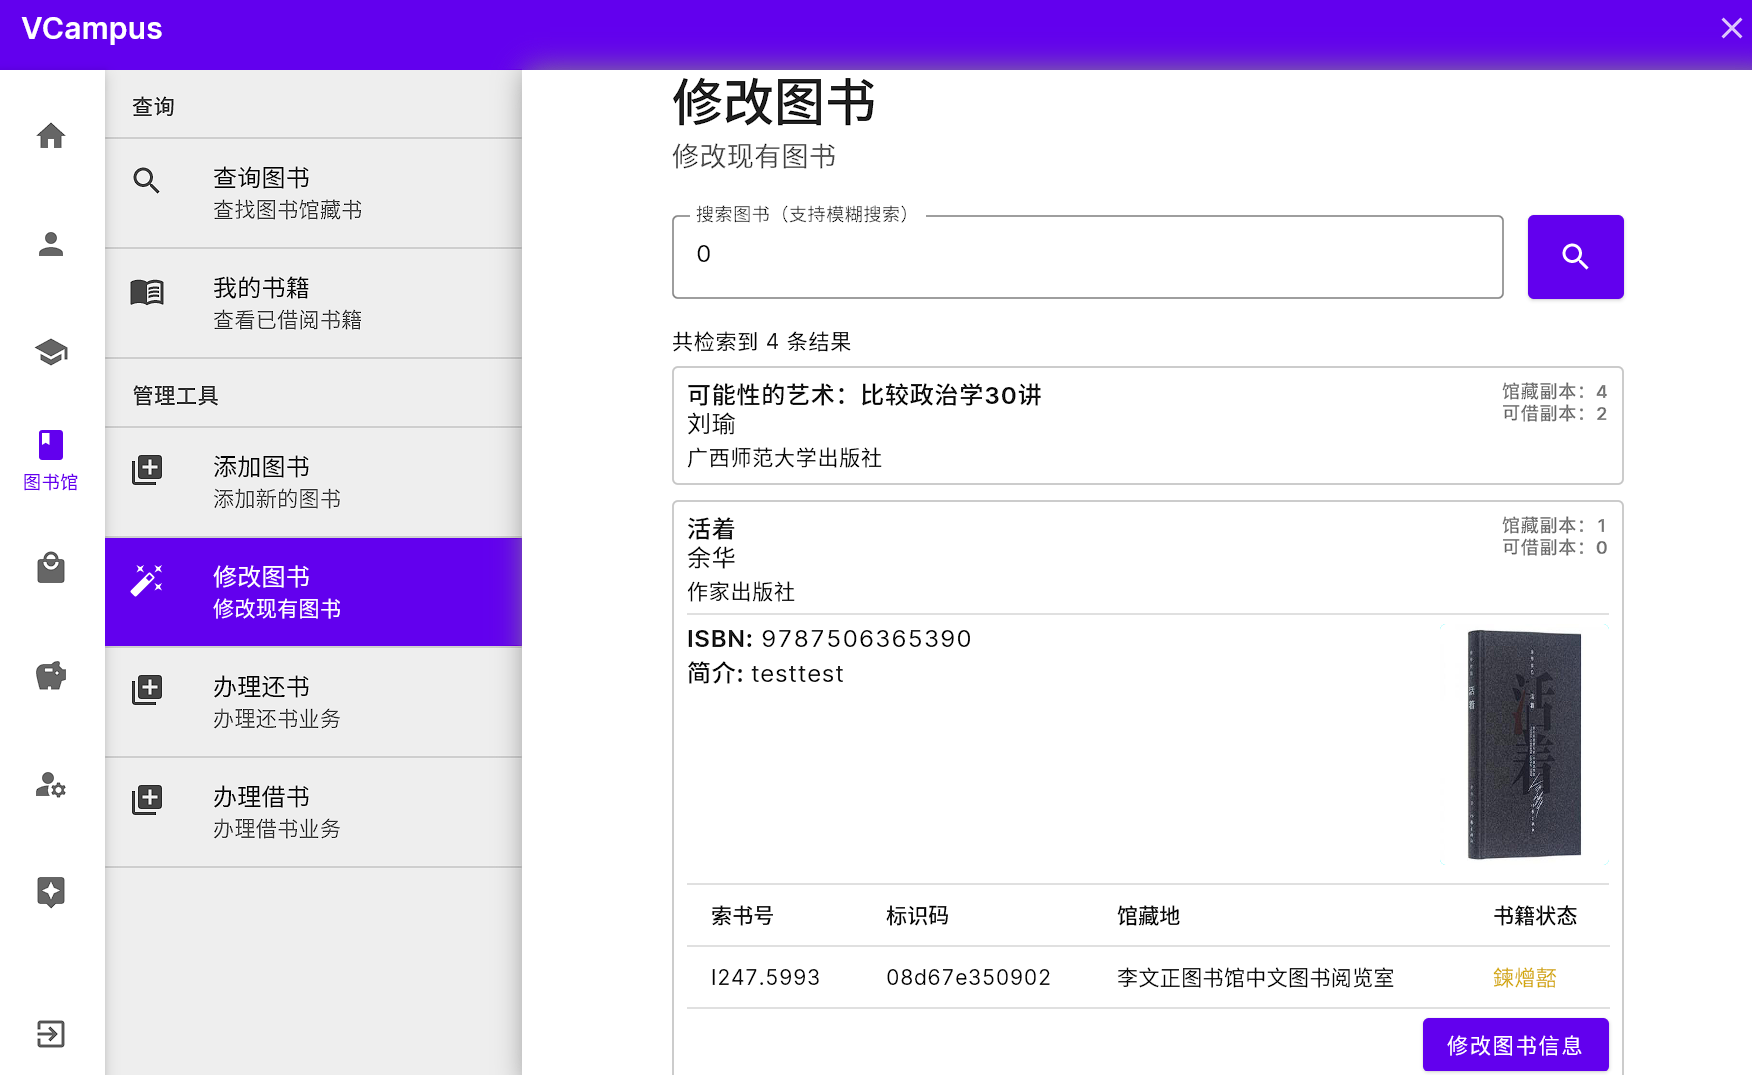 VCampus
查询
查询图书
查找图书馆藏书
我的书籍
查看已借阅书籍
管理工具
添加图书
添加新的图书
修改图书
修改现有图书
办理还书
办理还书业务
办理借书
办理借书业务
图书馆
修改图书
修改现有图书
搜索图书（支持模糊搜索）
0
共检索到 4 条结果
可能性的艺术：比较政治学30讲
馆藏副本：4
刘瑜
可借副本：2
广西师范大学出版社
活着
馆藏副本：1
余华
可借副本：0
作家出版社
ISBN: 9787506365390
简介: testtest
活着
活着
索书号 标识码 馆藏地 书籍状态
I247.5993 08d67e350902 李文正图书馆中文图书阅览室
修改图书信息